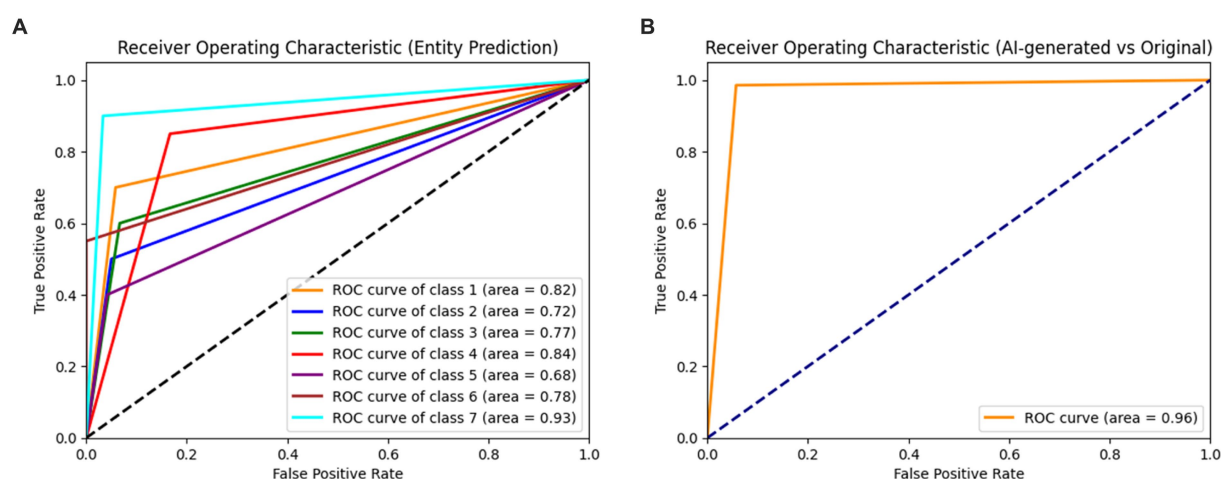 A
Receiver Operating Characteristic (Entity Prediction)
True Positive Rate
1.0
0.8
0.6
0.4
0.2
0.0
ROC curve of class 1 (area = 0.82)
ROC curve of class 2 (area = 0.72)
ROC curve of class 3 (area = 0.77)
ROC curve of class 4 (area = 0.84)
ROC curve of class 5 (area = 0.68)
ROC curve of class 6 (area = 0.78)
ROC curve of class 7 (area = 0.93)
0.0 0.2 0.4 0.6 0.8 1.0
False Positive Rate
B
Receiver Operating Characteristic (AI-generated vs Original)
True Positive Rate
1.0
0.8
0.6
0.4
0.2
0.0
ROC curve (area = 0.96)
0.0 0.2 0.4 0.6 0.8 1.0
False Positive Rate